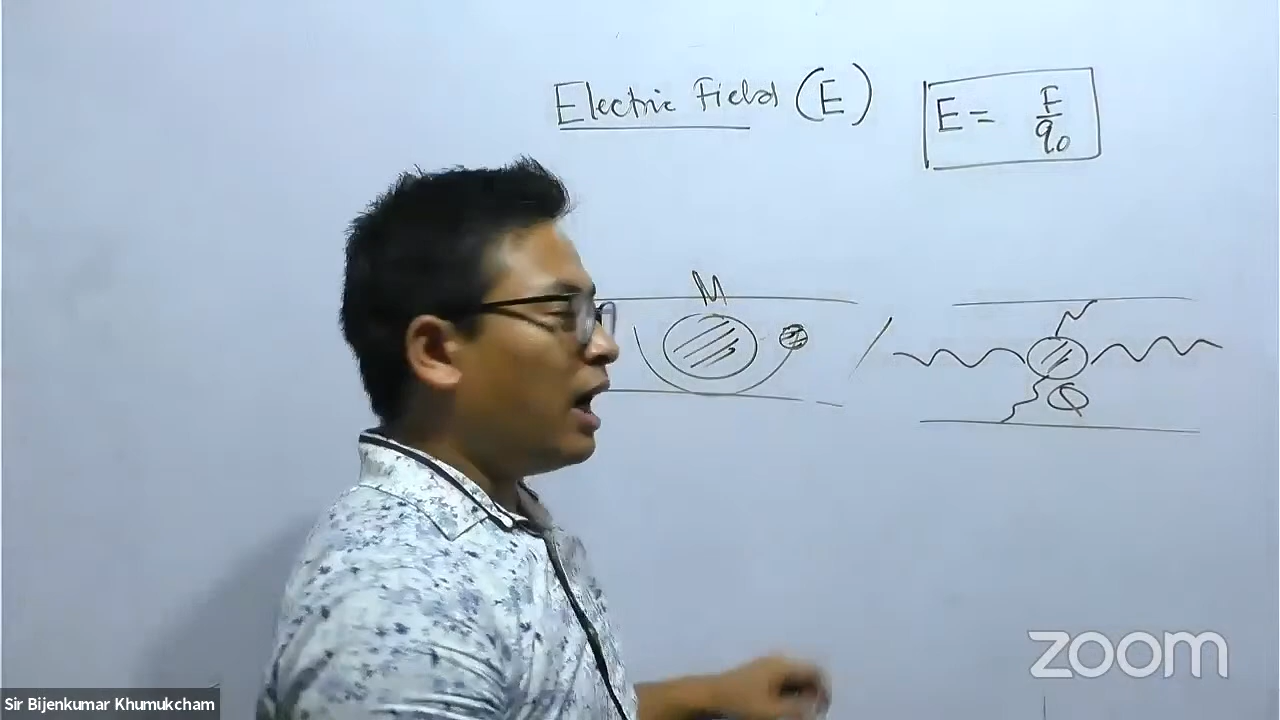 Electric Field (E)
E = F/q₀
M
Q
zoom
Sir Bijenkumar Khumukcham